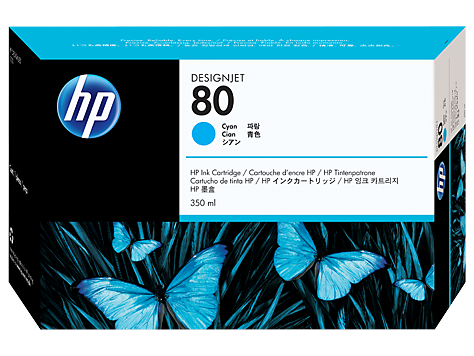 hp
DESIGNJET
80
Cyan 파랑
Cian 青色
シアン
HP Ink Cartridge / Cartouche d'encre HP / HP Tintenpatrone
Cartucho de tinta HP / HP インクカートリッジ / HP 잉크 카트리지
HP 墨盒
350 ml
80
hp